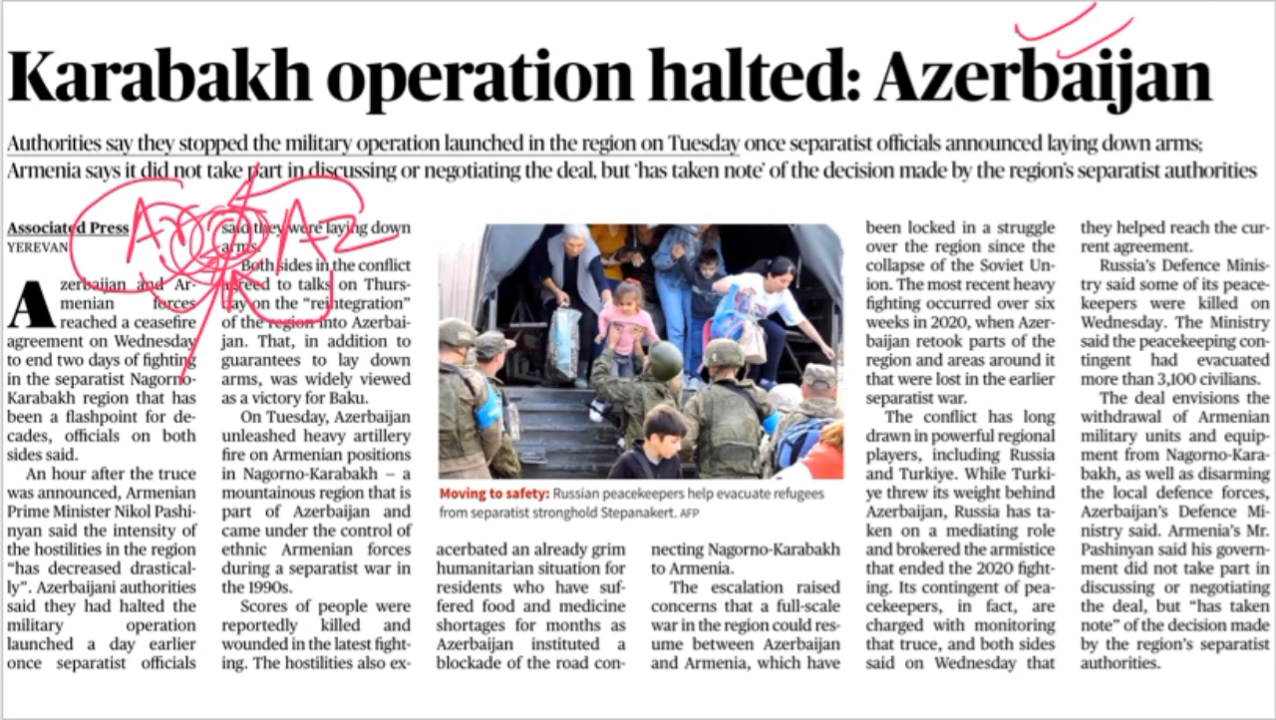 Karabakh operation halted: Azerbaijan
Authorities say they stopped the military operation launched in the region on Tuesday once separatist officials announced laying down arms;
Armenia says it did not take part in discussing or negotiating the deal, but 'has taken note' of the decision made by the region's separatist authorities
Associated Press
YEREVAN
Azerbaijan and Ar-
menian forces
reached a ceasefire
agreement on Wednesday
to end two days of fighting
in the separatist Nagorno-
Karabakh region that has
been a flashpoint for de-
cades, officials on both
sides said.
An hour after the truce
was announced, Armenian
Prime Minister Nikol Pashi-
nyan said the intensity of
the hostilities in the region
"has decreased drastical-
ly". Azerbaijani authorities
said they had halted the
military operation
launched a day earlier
once separatist officials
said they were laying down
arms.
Both sides in the conflict
agreed to talks on Thurs-
day on the "reintegration"
of the region into Azerbai-
jan. That, in addition to
guarantees to lay down
arms, was widely viewed
as a victory for Baku.
On Tuesday, Azerbaijan
unleashed heavy artillery
fire on Armenian positions
in Nagorno-Karabakh – a
mountainous region that is
part of Azerbaijan and
came under the control of
ethnic Armenian forces
during a separatist war in
the 1990s.
Scores of people were
reportedly killed and
wounded in the latest fight-
ing. The hostilities also ex-
Moving to safety: Russian peacekeepers help evacuate refugees
from separatist stronghold Stepanakert. AFP
acerbated an already grim
humanitarian situation for
residents who have suf-
fered food and medicine
shortages for months as
Azerbaijan instituted a
blockade of the road con-
necting Nagorno-Karabakh
to Armenia.
The escalation raised
concerns that a full-scale
war in the region could res-
ume between Azerbaijan
and Armenia, which have
been locked in a struggle
over the region since the
collapse of the Soviet Un-
ion. The most recent heavy
fighting occurred over six
weeks in 2020, when Azer-
baijan retook parts of the
region and areas around it
that were lost in the earlier
separatist war.
The conflict has long
drawn in powerful regional
players, including Russia
and Turkiye. While Turki-
ye threw its weight behind
Azerbaijan, Russia has ta-
ken on a mediating role
and brokered the armistice
that ended the 2020 fight-
ing. Its contingent of pea-
cekeepers, in fact, are
charged with monitoring
that truce, and both sides
said on Wednesday that
they helped reach the cur-
rent agreement.
Russia's Defence Minis-
try said some of its peace-
keepers were killed on
Wednesday. The Ministry
said the peacekeeping con-
tingent had evacuated
more than 3,100 civilians.
The deal envisions the
withdrawal of Armenian
military units and equip-
ment from Nagorno-Kara-
bakh, as well as disarming
the local defence forces,
Azerbaijan's Defence Mi-
nistry said. Armenia's Mr.
Pashinyan said his govern-
ment did not take part in
discussing or negotiating
the deal, but "has taken
note" of the decision made
by the region's separatist
authorities.
AZ